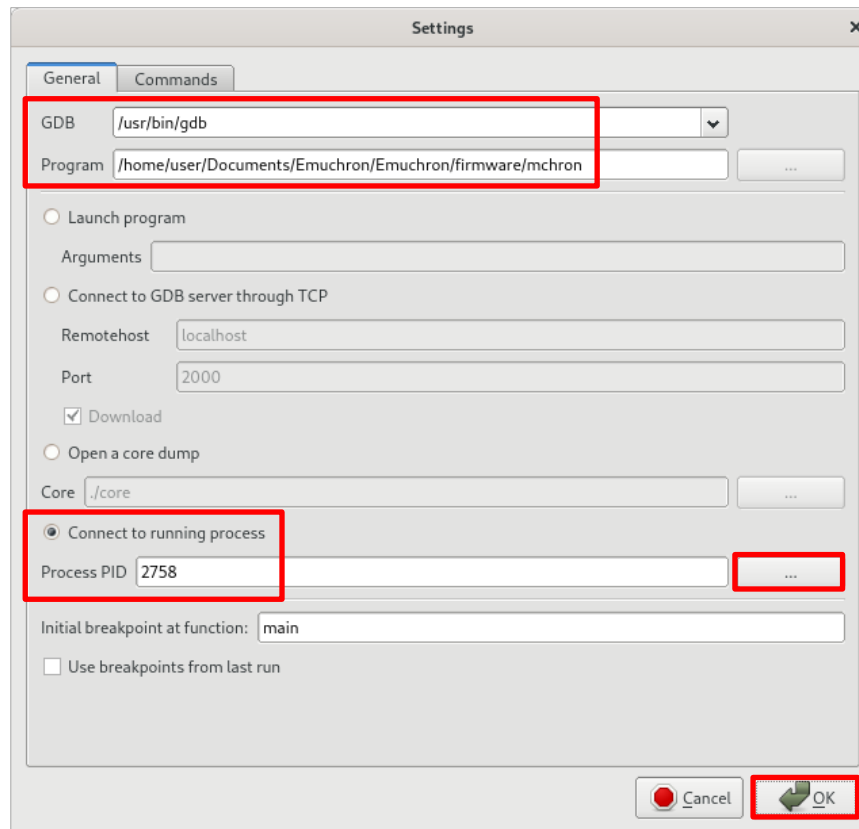 Settings
General Commands
GDB /usr/bin/gdb
Program /home/user/Documents/Emuchron/Emuchron/firmware/mchron ...
Launch program
Arguments
Connect to GDB server through TCP
Remotehost localhost
Port 2000
Download
Open a core dump
Core ./core ...
Connect to running process
Process PID 2758 ...
Initial breakpoint at function: main
Use breakpoints from last run
Cancel OK